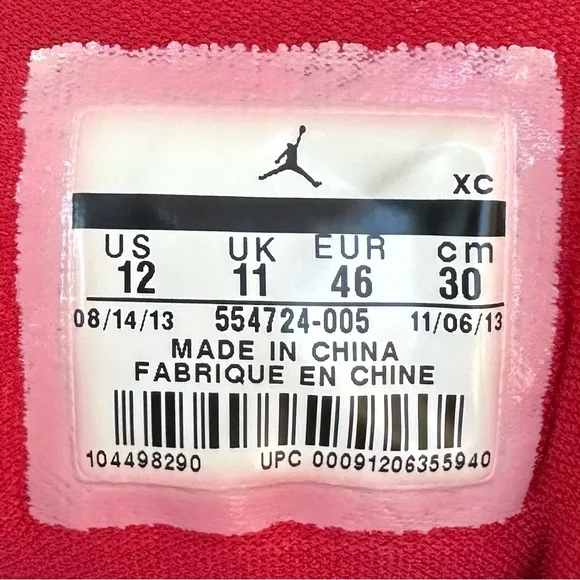 XC
US UK EUR cm
12 11 46 30
08/14/13 554724-005 11/06/13
MADE IN CHINA
FABRIQUE EN CHINE
104498290 UPC 00091206355940